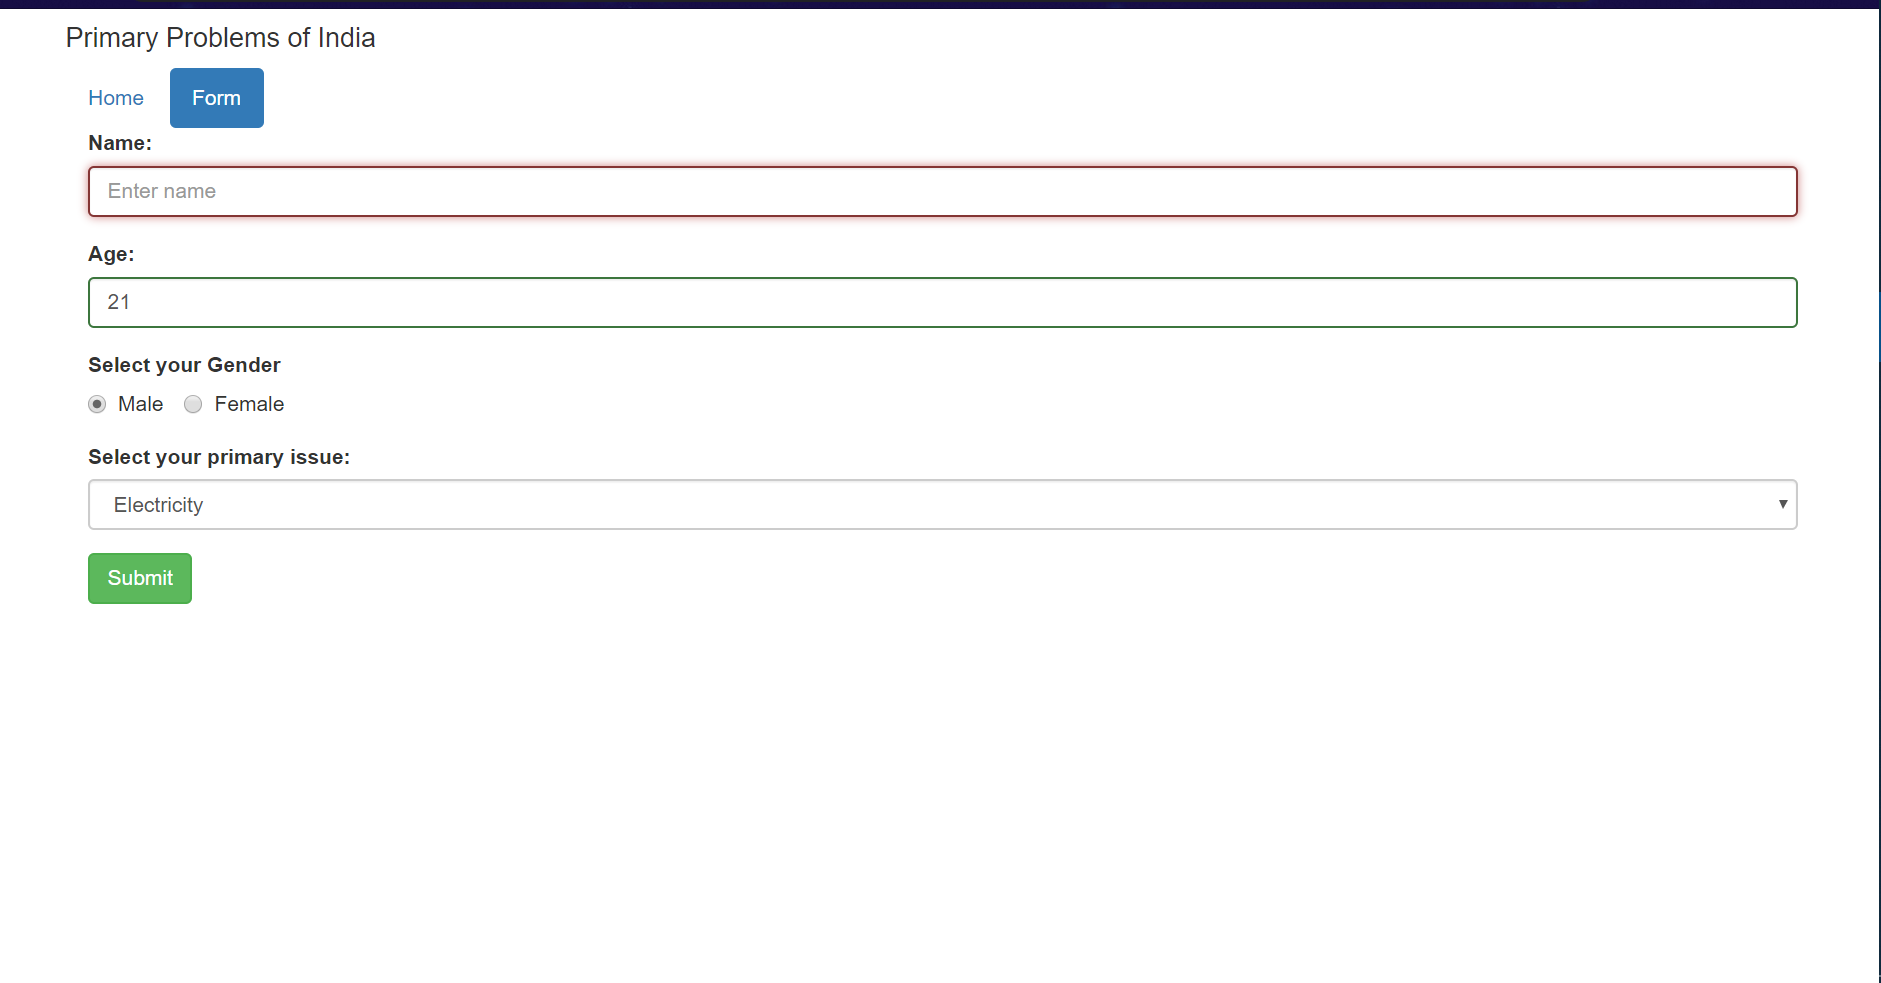 Primary Problems of India
Home Form
Name:
Enter name
Age:
21
Select your Gender
Male Female
Select your primary issue:
Electricity
Submit